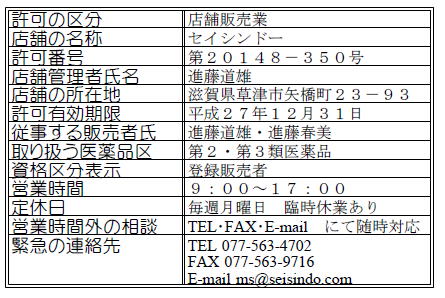 許可の区分 店舗販売業
店舗の名称 セイシンドー
許可番号 第２０１４８－３５０号
店舗管理者氏名 進藤道雄
店舗の所在地 滋賀県草津市矢橋町２３－９３
許可有効期限 平成２７年１２月３１日
従事する販売者氏 進藤道雄・進藤春美
取り扱う医薬品区 第２・第３類医薬品
資格区分表示 登録販売者
営業時間 ９：００～１７：００
定休日 毎週月曜日　臨時休業あり
営業時間外の相談 TEL・FAX・E-mail　にて随時対応
緊急の連絡先 TEL 077-563-4702
FAX 077-563-9716
E-mail ms@seisindo.com